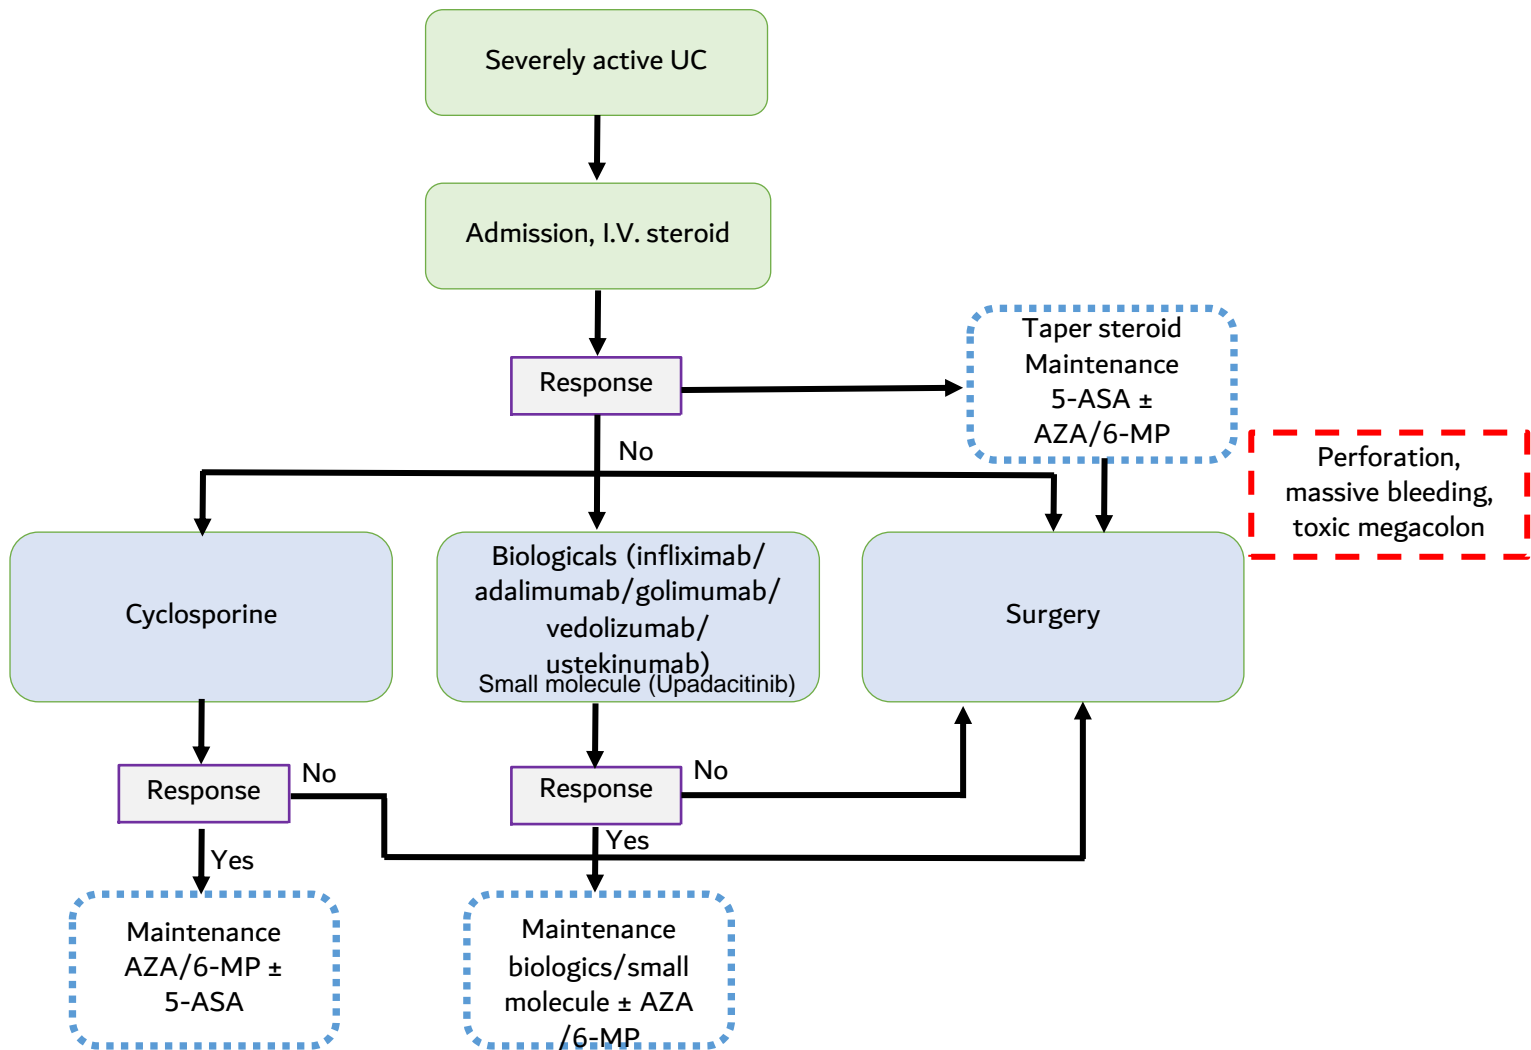 Severely active UC
Admission, I.V. steroid
Response
No
Taper steroid
Maintenance
5-ASA ±
AZA/6-MP
Perforation,
massive bleeding,
toxic megacolon
Cyclosporine
Biologicals (infliximab/
adalimumab/golimumab/
vedolizumab/
ustekinumab)
Small molecule (Upadacitinib)
Surgery
Response
No
Yes
Response
No
Yes
Maintenance
AZA/6-MP ±
5-ASA
Maintenance
biologics/small
molecule ± AZA
/6-MP